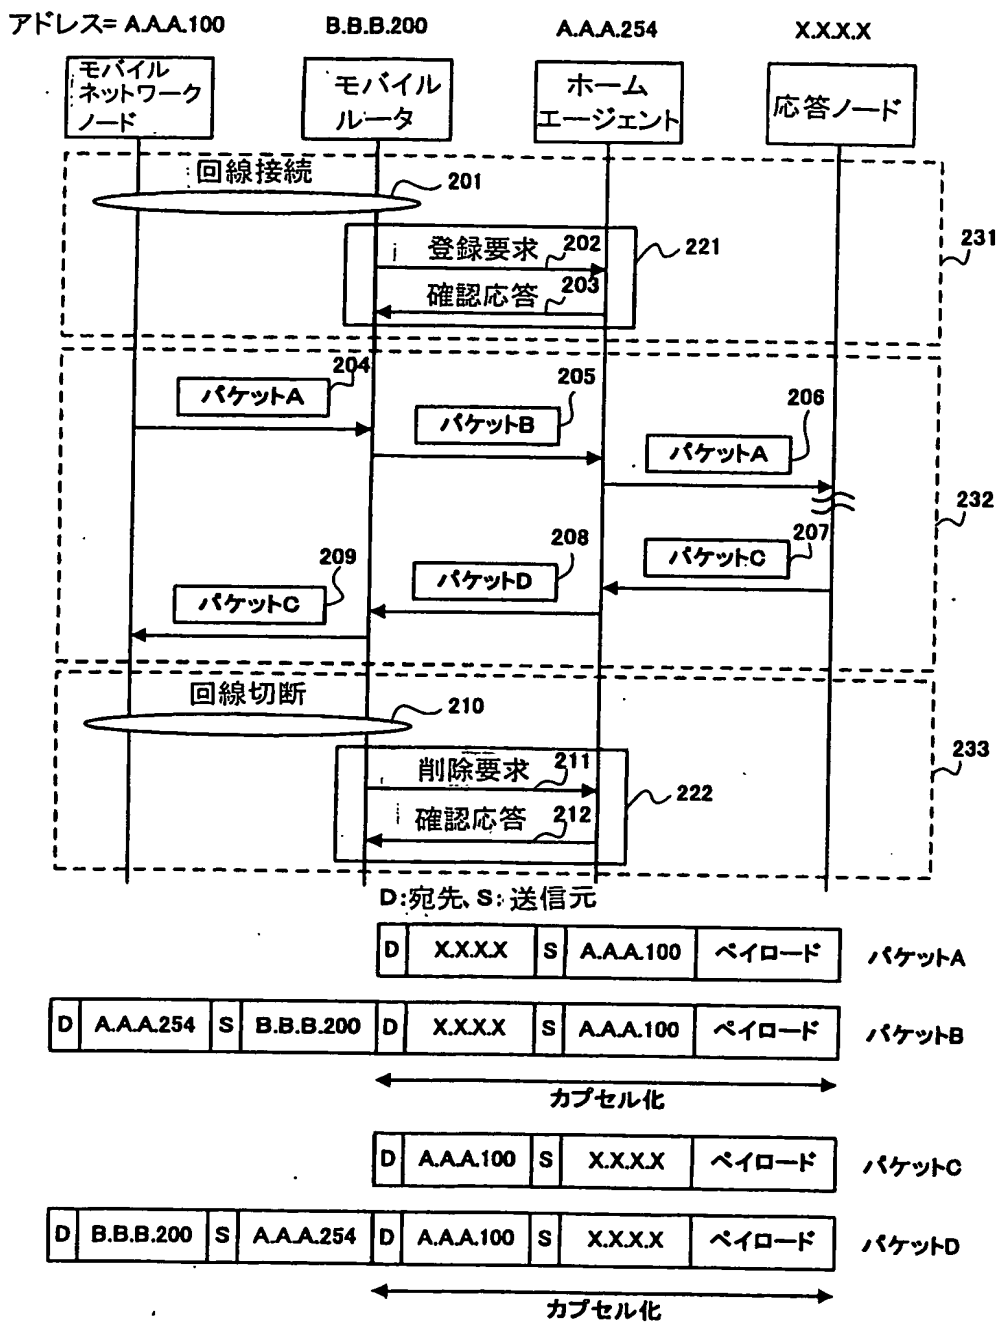 アドレス= A.A.A.100 B.B.B.200 A.A.A.254 X.X.X.X
モバイル
ネットワーク
ノード
モバイル
ルータ
ホーム
エージェント
応答ノード
回線接続
201
登録要求
202
221
231
確認応答
203
204
パケットA
205
パケットB
206
パケットA
232
207
パケットC
208
パケットD
209
パケットC
回線切断
210
削除要求
211
222
233
確認応答
212
D:宛先、S:送信元
D X.X.X.X S A.A.A.100 ペイロード パケットA
D A.A.A.254 S B.B.B.200 D X.X.X.X S A.A.A.100 ペイロード パケットB
カプセル化
D A.A.A.100 S X.X.X.X ペイロード パケットC
D B.B.B.200 S A.A.A.254 D A.A.A.100 S X.X.X.X ペイロード パケットD
カプセル化